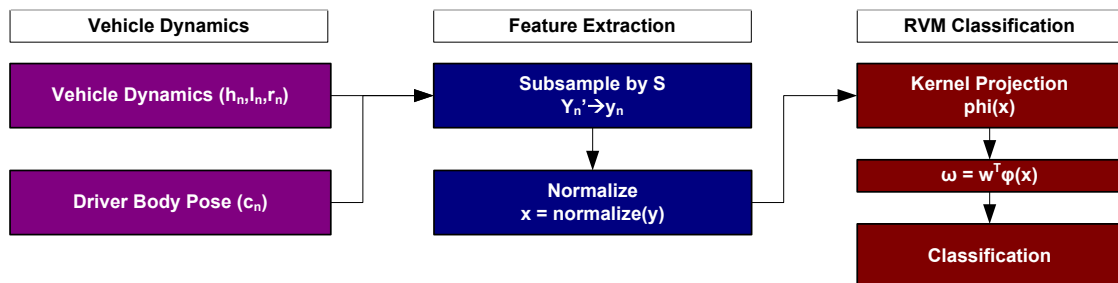 Vehicle Dynamics
Vehicle Dynamics (hₙ,lₙ,rₙ)
Driver Body Pose (cₙ)
Feature Extraction
Subsample by S
Yₙ'→yₙ
Normalize
x = normalize(y)
RVM Classification
Kernel Projection
phi(x)
ω = wᵀφ(x)
Classification